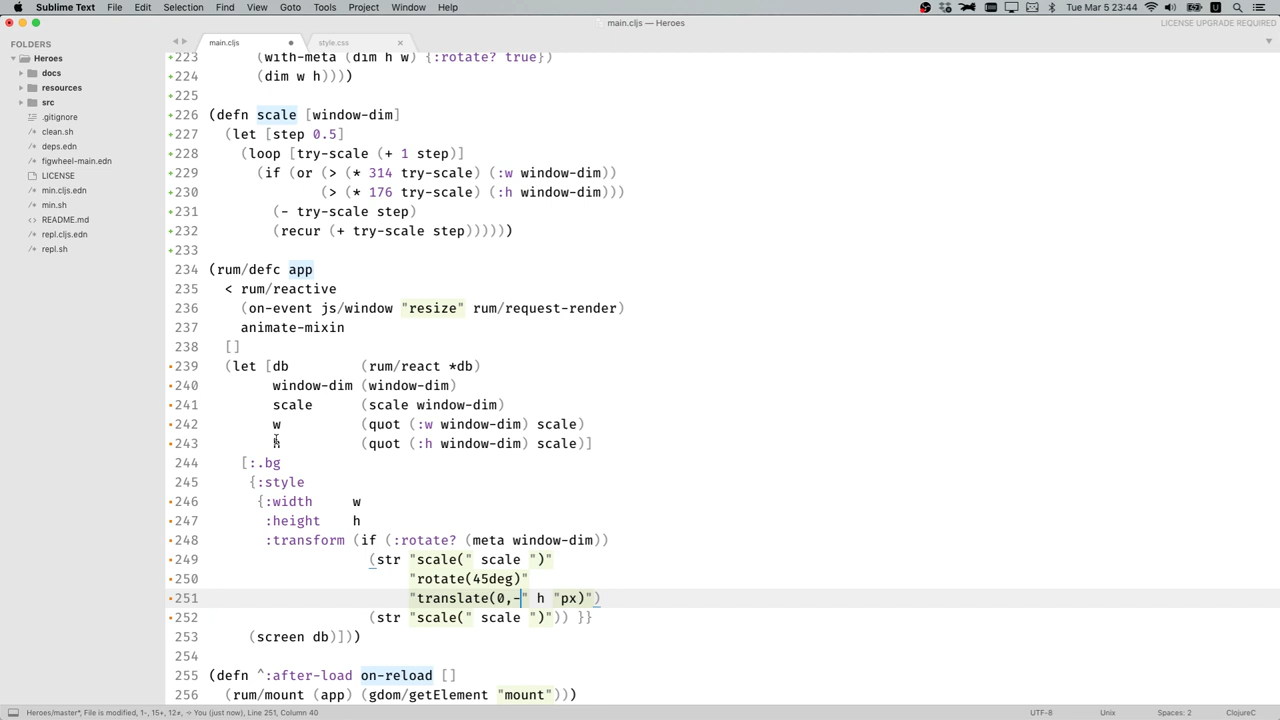 Sublime Text File Edit Selection Find View Goto Tools Project Window Help Tue Mar 5 23:44
main.cljs — Heroes LICENSE UPGRADE REQUIRED
FOLDERS
Heroes
docs
resources
src
.gitignore
clean.sh
deps.edn
figwheel-main.edn
LICENSE
min.cljs.edn
min.sh
README.md
repl.cljs.edn
repl.sh
main.cljs style.css
223 (with-meta (dim h w) {:rotate? true})
224 (dim w h))))
225
226 (defn scale [window-dim]
227 (let [step 0.5]
228 (loop [try-scale (+ 1 step)]
229 (if (or (> (* 314 try-scale) (:w window-dim))
230 (> (* 176 try-scale) (:h window-dim)))
231 (- try-scale step)
232 (recur (+ try-scale step))))))
233
234 (rum/defc app
235 < rum/reactive
236 (on-event js/window "resize" rum/request-render)
237 animate-mixin
238 []
239 (let [db (rum/react *db)
240 window-dim (window-dim)
241 scale (scale window-dim)
242 w (quot (:w window-dim) scale)
243 h (quot (:h window-dim) scale)]
244 [:.bg
245 {:style
246 {:width w
247 :height h
248 :transform (if (:rotate? (meta window-dim))
249 (str "scale(" scale ")"
250 "rotate(45deg)"
251 "translate(0,-" h "px)")
252 (str "scale(" scale ")")) }}
253 (screen db)]))
254
255 (defn ^:after-load on-reload []
256 (rum/mount (app) (gdom/getElement "mount")))
Heroes/master*, File is modified, 1-, 15+, 12≠, ✧ You (just now), Line 251, Column 40 UTF-8 Unix Spaces: 2 ClojureC